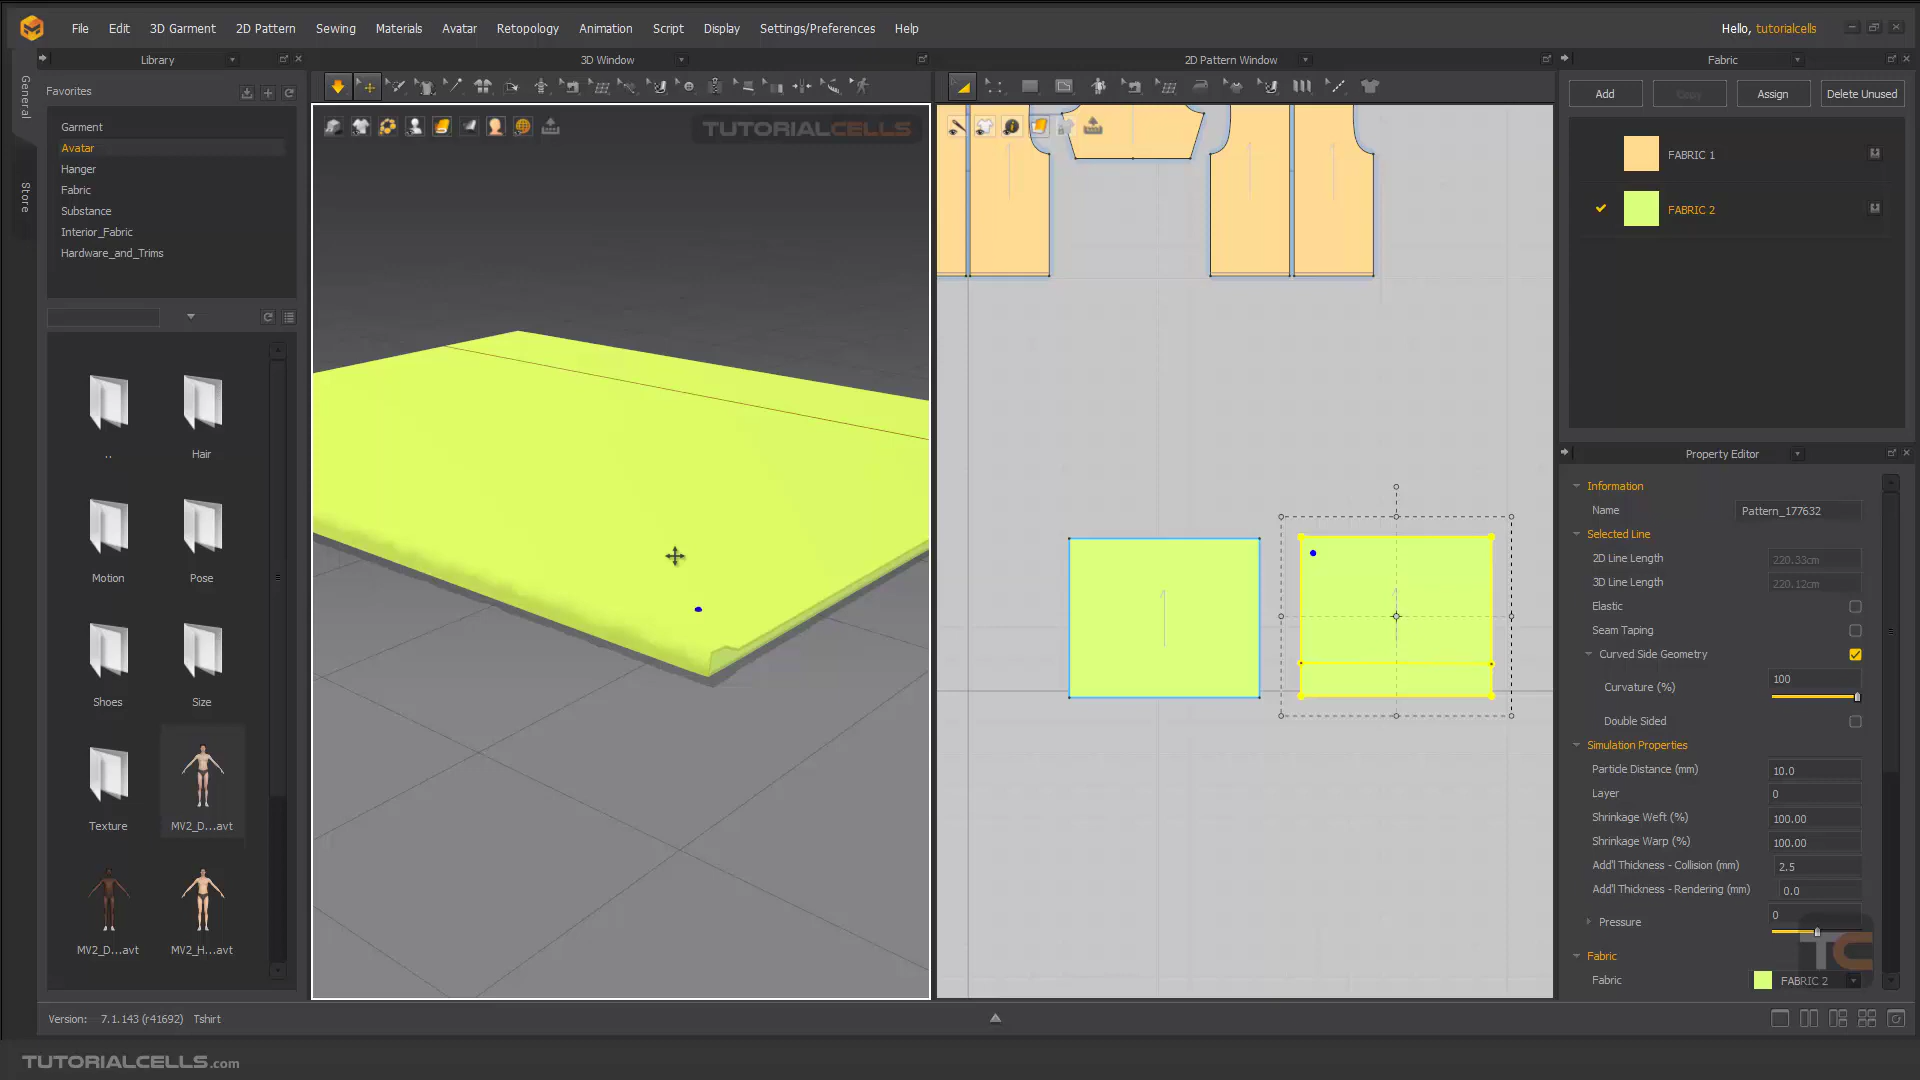 File Edit 3D Garment 2D Pattern Sewing Materials Avatar Retopology Animation Script Display Settings/Preferences Help
Hello, tutorialcells
Library
3D Window
2D Pattern Window
Fabric
General
Store
Favorites
Garment
Avatar
Hanger
Fabric
Substance
Interior_Fabric
Hardware_and_Trims
..
Hair
Motion
Pose
Shoes
Size
Texture
MV2_D...avt
MV2_D...avt
MV2_H...avt
TUTORIALCELLS
Add
Copy
Assign
Delete Unused
FABRIC 1
FABRIC 2
Property Editor
Information
Name Pattern_177632
Selected Line
2D Line Length 220.33cm
3D Line Length 220.12cm
Elastic
Seam Taping
Curved Side Geometry
Curvature (%) 100
Double Sided
Simulation Properties
Particle Distance (mm) 10.0
Layer 0
Shrinkage Weft (%) 100.00
Shrinkage Warp (%) 100.00
Add'l Thickness - Collision (mm) 2.5
Add'l Thickness - Rendering (mm) 0.0
Pressure 0
Fabric
Fabric FABRIC 2
TC
Version: 7.1.143 (r41692) Tshirt
TUTORIALCELLS.com